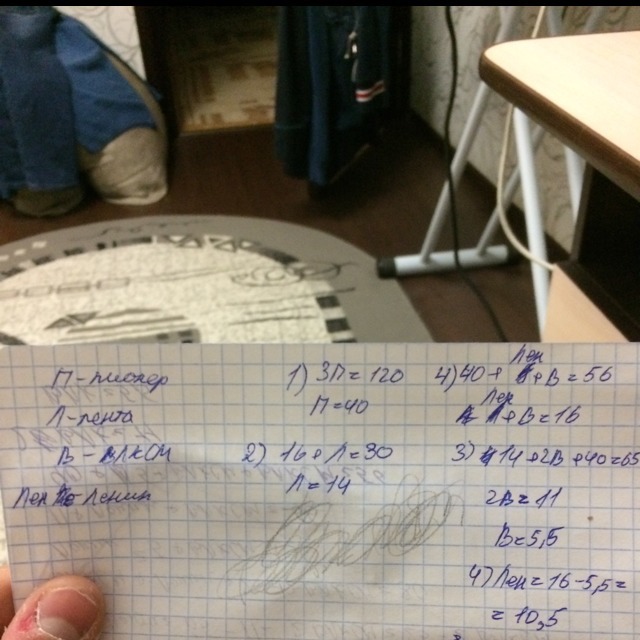 П-пионер
Л-лента
В-ВЛКСМ
Лен Ленин
1) 3П=120
П=40
2) 16+Л=30
Л=14
4) 40+ Лен +В=56
Лен +В=16
3) 14+2В+40=65
2В=11
В=5,5
4) Лен=16-5,5=
=10,5